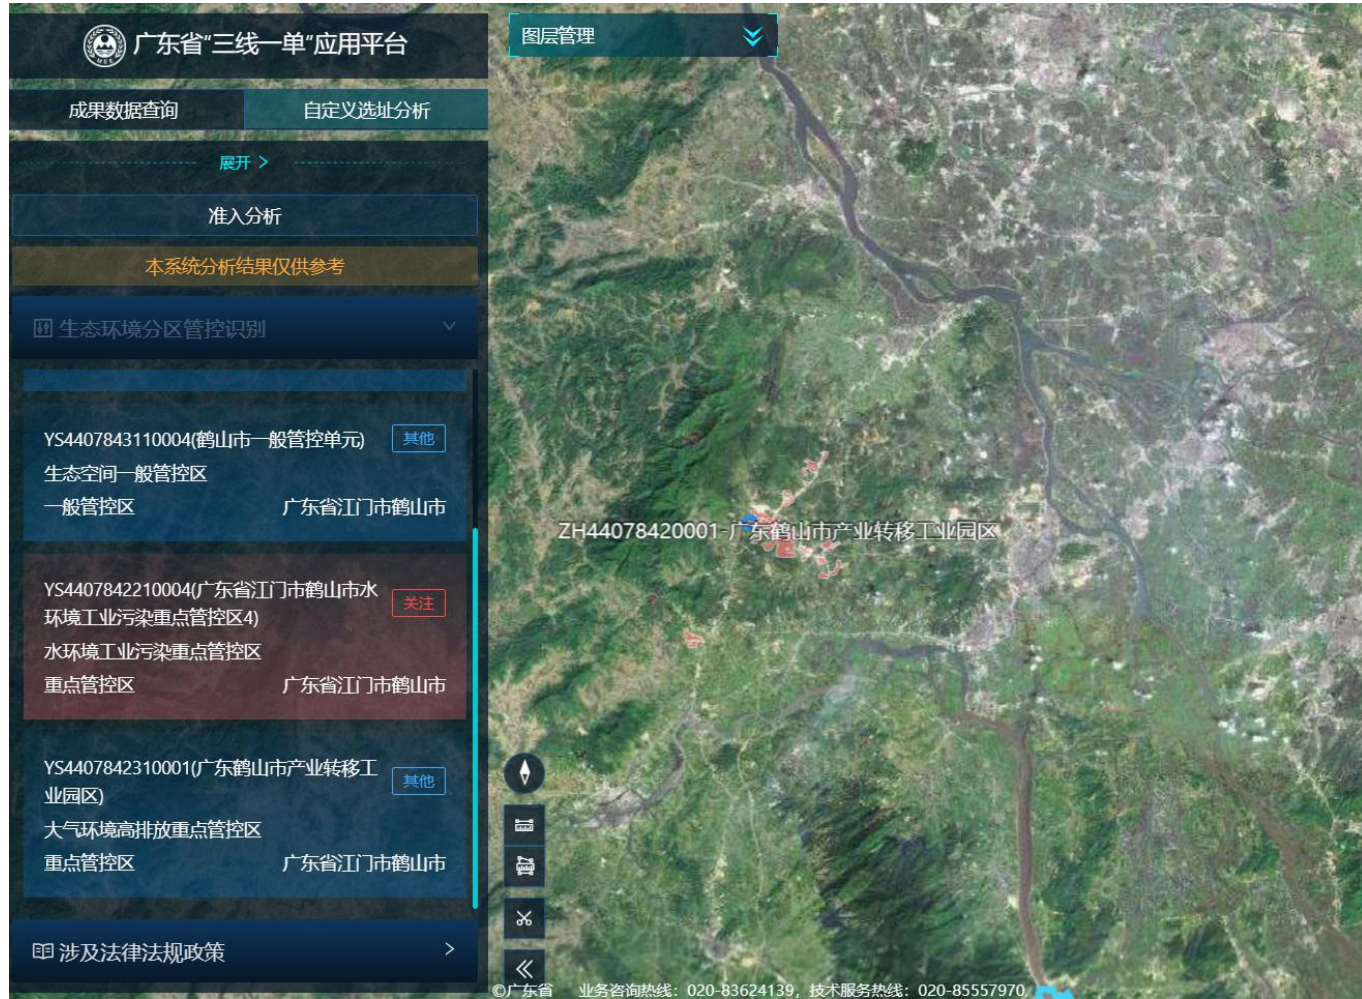 广东省“三线一单”应用平台
图层管理
成果数据查询
自定义选址分析
展开 >
准入分析
本系统分析结果仅供参考
生态环境分区管控识别
YS4407843110004(鹤山市一般管控单元)
其他
生态空间一般管控区
一般管控区
广东省江门市鹤山市
ZH44078420001-广东鹤山市产业转移工业园区
YS4407842210004(广东省江门市鹤山市水
环境工业污染重点管控区4)
关注
水环境工业污染重点管控区
重点管控区
广东省江门市鹤山市
YS4407842310001(广东鹤山市产业转移工
业园区)
其他
大气环境高排放重点管控区
重点管控区
广东省江门市鹤山市
涉及法律法规政策
©广东省 业务咨询热线：020-83624139，技术服务热线：020-85557970